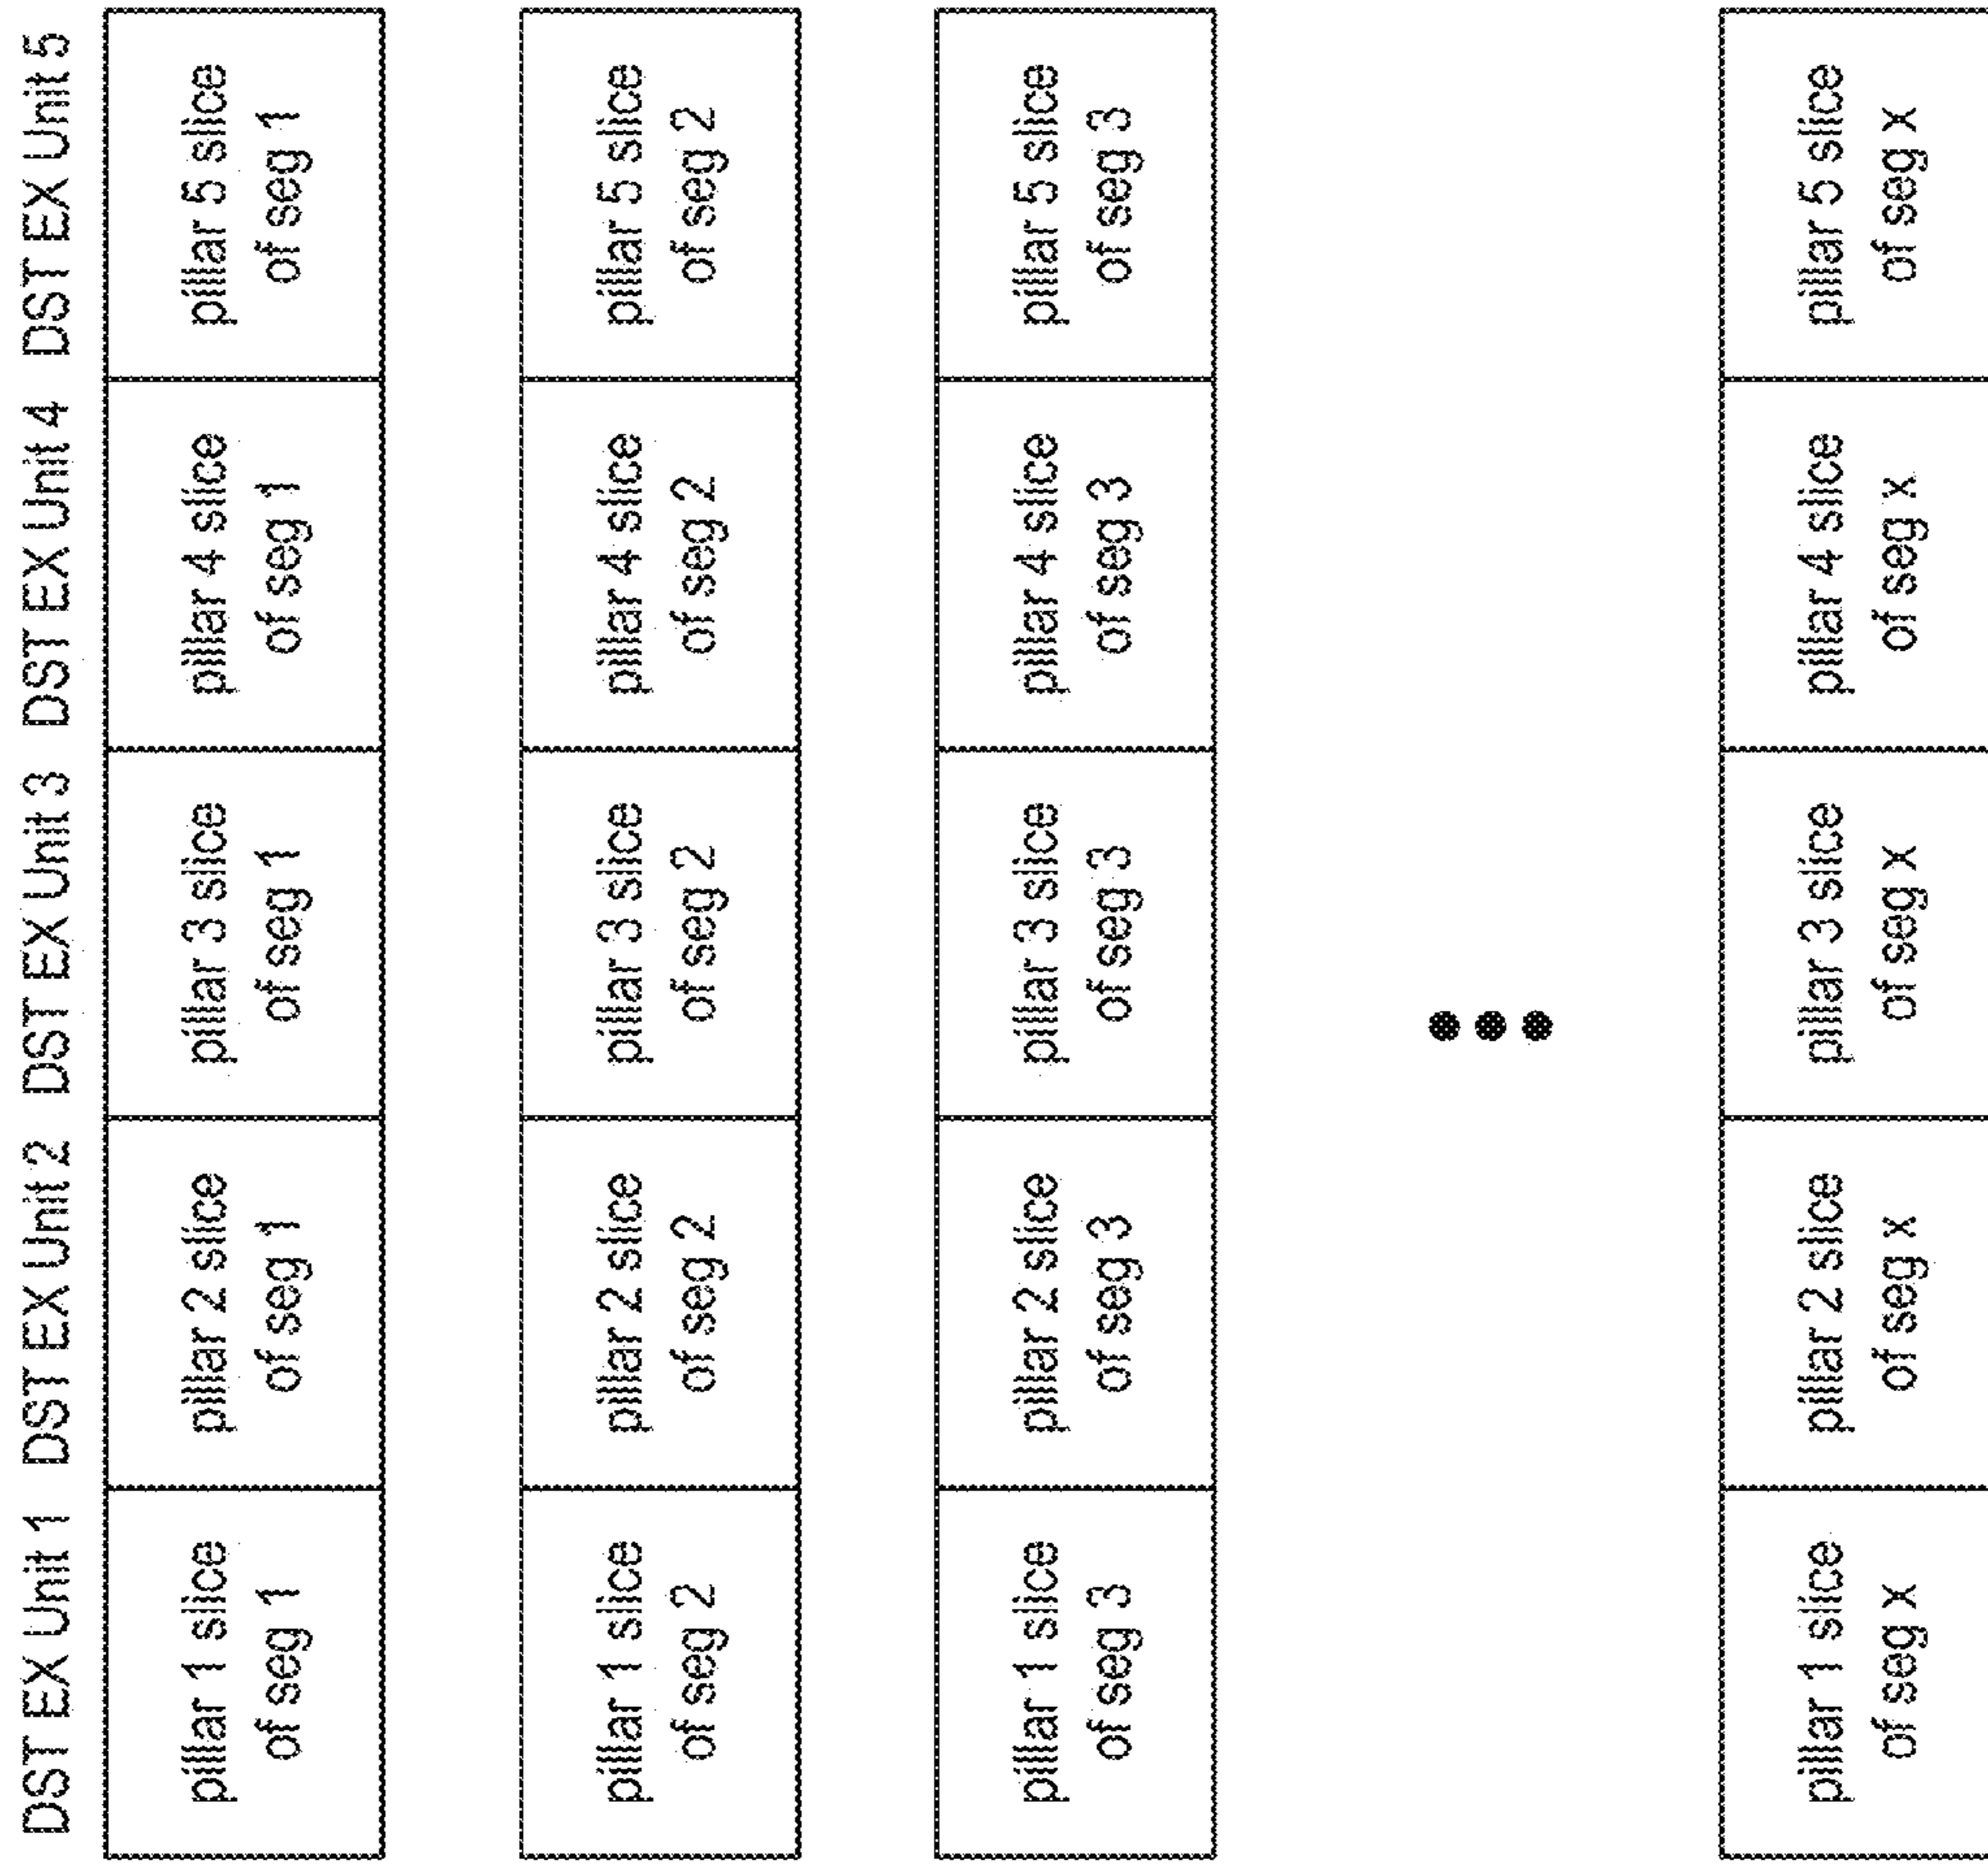 DST EX Unit 1 DST EX Unit 2 DST EX Unit 3 DST EX Unit 4 DST EX Unit 5
pillar 1 slice
of seg 1
pillar 2 slice
of seg 1
pillar 3 slice
of seg 1
pillar 4 slice
of seg 1
pillar 5 slice
of seg 1
pillar 1 slice
of seg 2
pillar 2 slice
of seg 2
pillar 3 slice
of seg 2
pillar 4 slice
of seg 2
pillar 5 slice
of seg 2
pillar 1 slice
of seg 3
pillar 2 slice
of seg 3
pillar 3 slice
of seg 3
pillar 4 slice
of seg 3
pillar 5 slice
of seg 3
pillar 1 slice
of seg x
pillar 2 slice
of seg x
pillar 3 slice
of seg x
pillar 4 slice
of seg x
pillar 5 slice
of seg x